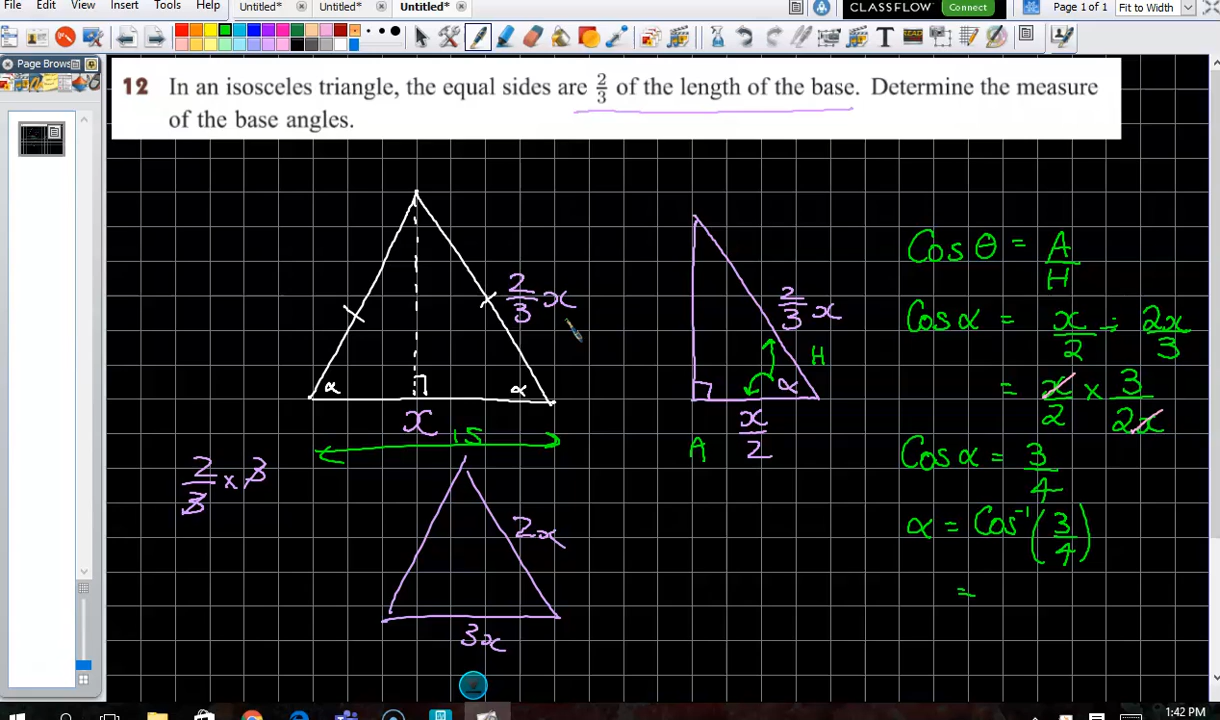 File Edit View Insert Tools Help
Untitled* Untitled* Untitled*
CLASSFLOW Connect
Page 1 of 1 Fit to Width
Page Brows
12 In an isosceles triangle, the equal sides are 2/3 of the length of the base. Determine the measure
of the base angles.
2/3 x
α α
x
15
2/3 × 3
2x
3x
2/3 x
H
α
x/2
A
Cos θ = A/H
Cos α = x/2 ÷ 2x/3
= x/2 × 3/2x
Cos α = 3/4
α = Cos⁻¹(3/4)
=
1:42 PM